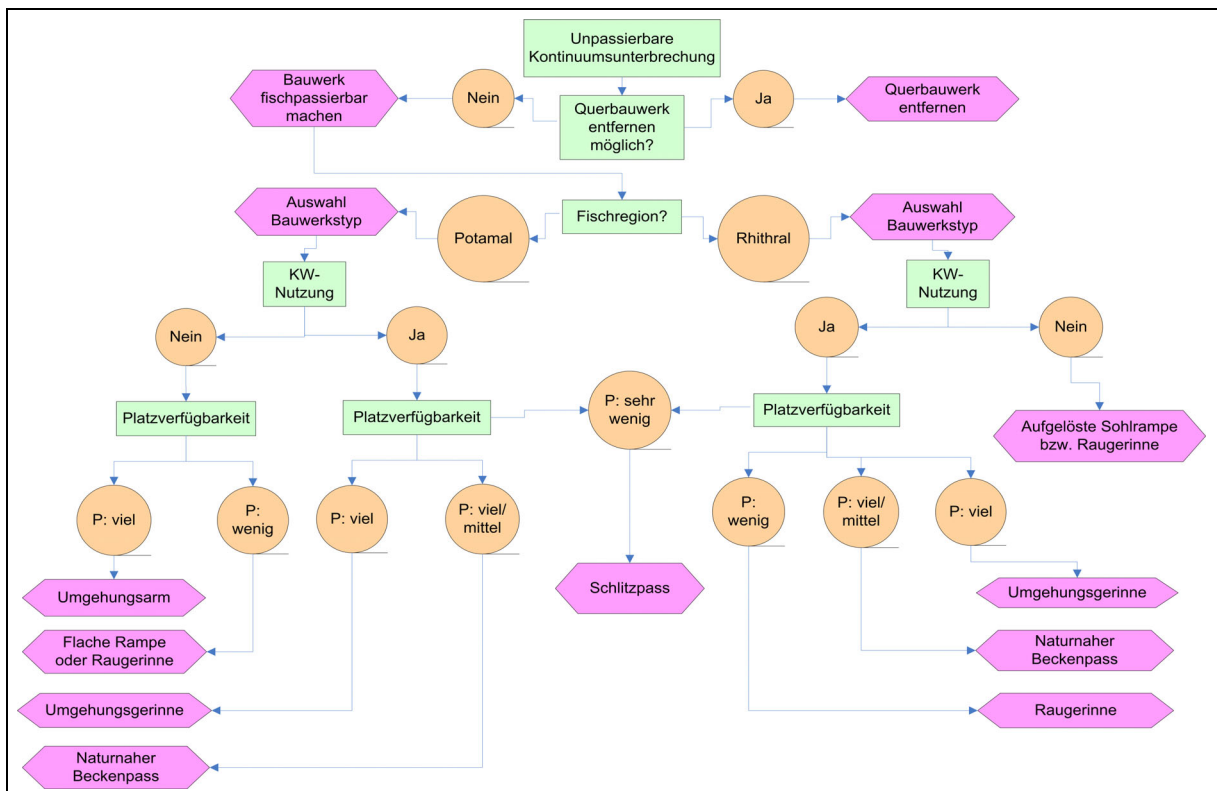 Unpassierbare
Kontinuumsunterbrechung
Bauwerk
fischpassierbar
machen
Nein
Querbauwerk
entfernen
möglich?
Ja
Querbauwerk
entfernen
Auswahl
Bauwerkstyp
Potamal
Fischregion?
Rhithral
Auswahl
Bauwerkstyp
KW-
Nutzung
KW-
Nutzung
Nein
Ja
Ja
Nein
Platzverfügbarkeit
Platzverfügbarkeit
P: sehr
wenig
Platzverfügbarkeit
Aufgelöste Sohlrampe
bzw. Raugerinne
P: viel
P:
wenig
P: viel
P: viel/
mittel
P:
wenig
P: viel/
mittel
P: viel
Umgehungsarm
Schlitzpass
Umgehungsgerinne
Flache Rampe
oder Raugerinne
Naturnaher
Beckenpass
Umgehungsgerinne
Raugerinne
Naturnaher
Beckenpass